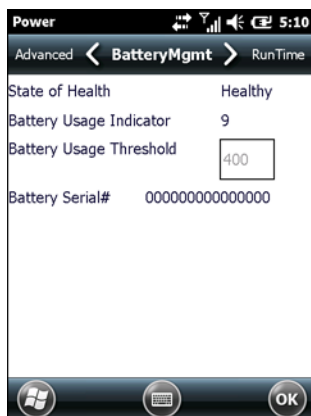 Power 5:10
Advanced BatteryMgmt RunTime
State of Health Healthy
Battery Usage Indicator 9
Battery Usage Threshold 400
Battery Serial# 000000000000000
OK